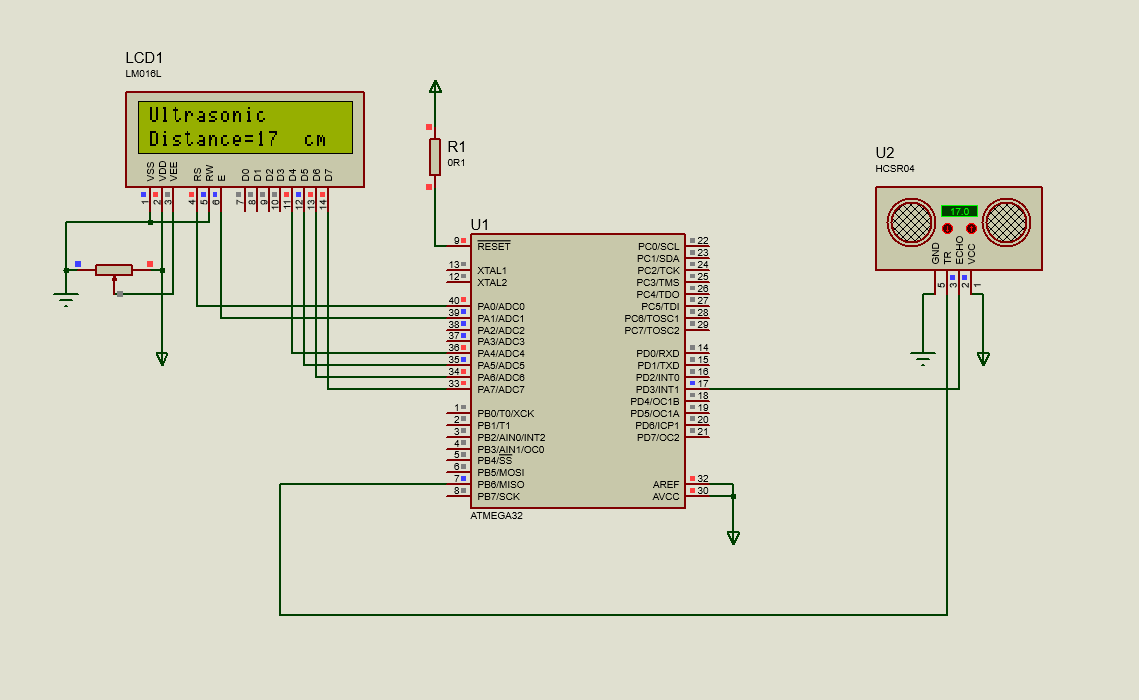 LCD1
LM016L
Ultrasonic
Distance=17 cm
VSS VDD VEE RS RW E D0 D1 D2 D3 D4 D5 D6 D7
1 2 3 4 5 6 7 8 9 10 11 12 13 14
R1
0R1
U2
HCSR04
17.0
GND TR ECHO VCC
5 3 2 1
U1
9 RESET
13 XTAL1
12 XTAL2
40 PA0/ADC0
39 PA1/ADC1
38 PA2/ADC2
37 PA3/ADC3
36 PA4/ADC4
35 PA5/ADC5
34 PA6/ADC6
33 PA7/ADC7
1 PB0/T0/XCK
2 PB1/T1
3 PB2/AIN0/INT2
4 PB3/AIN1/OC0
5 PB4/SS
6 PB5/MOSI
7 PB6/MISO
8 PB7/SCK
PC0/SCL 22
PC1/SDA 23
PC2/TCK 24
PC3/TMS 25
PC4/TDO 26
PC5/TDI 27
PC6/TOSC1 28
PC7/TOSC2 29
PD0/RXD 14
PD1/TXD 15
PD2/INT0 16
PD3/INT1 17
PD4/OC1B 18
PD5/OC1A 19
PD6/ICP1 20
PD7/OC2 21
AREF 32
AVCC 30
ATMEGA32